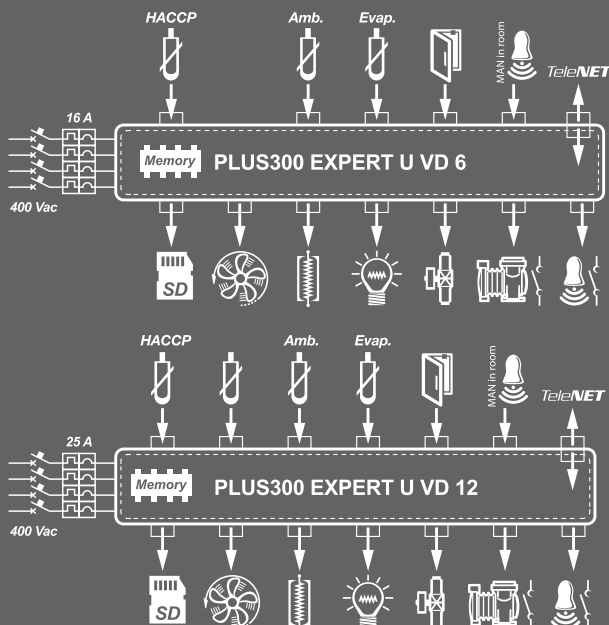 HACCP Amb. Evap. MAN in room TeleNET
16 A
Memory PLUS300 EXPERT U VD 6
400 Vac
SD
HACCP Amb. Evap. MAN in room TeleNET
25 A
Memory PLUS300 EXPERT U VD 12
400 Vac
SD